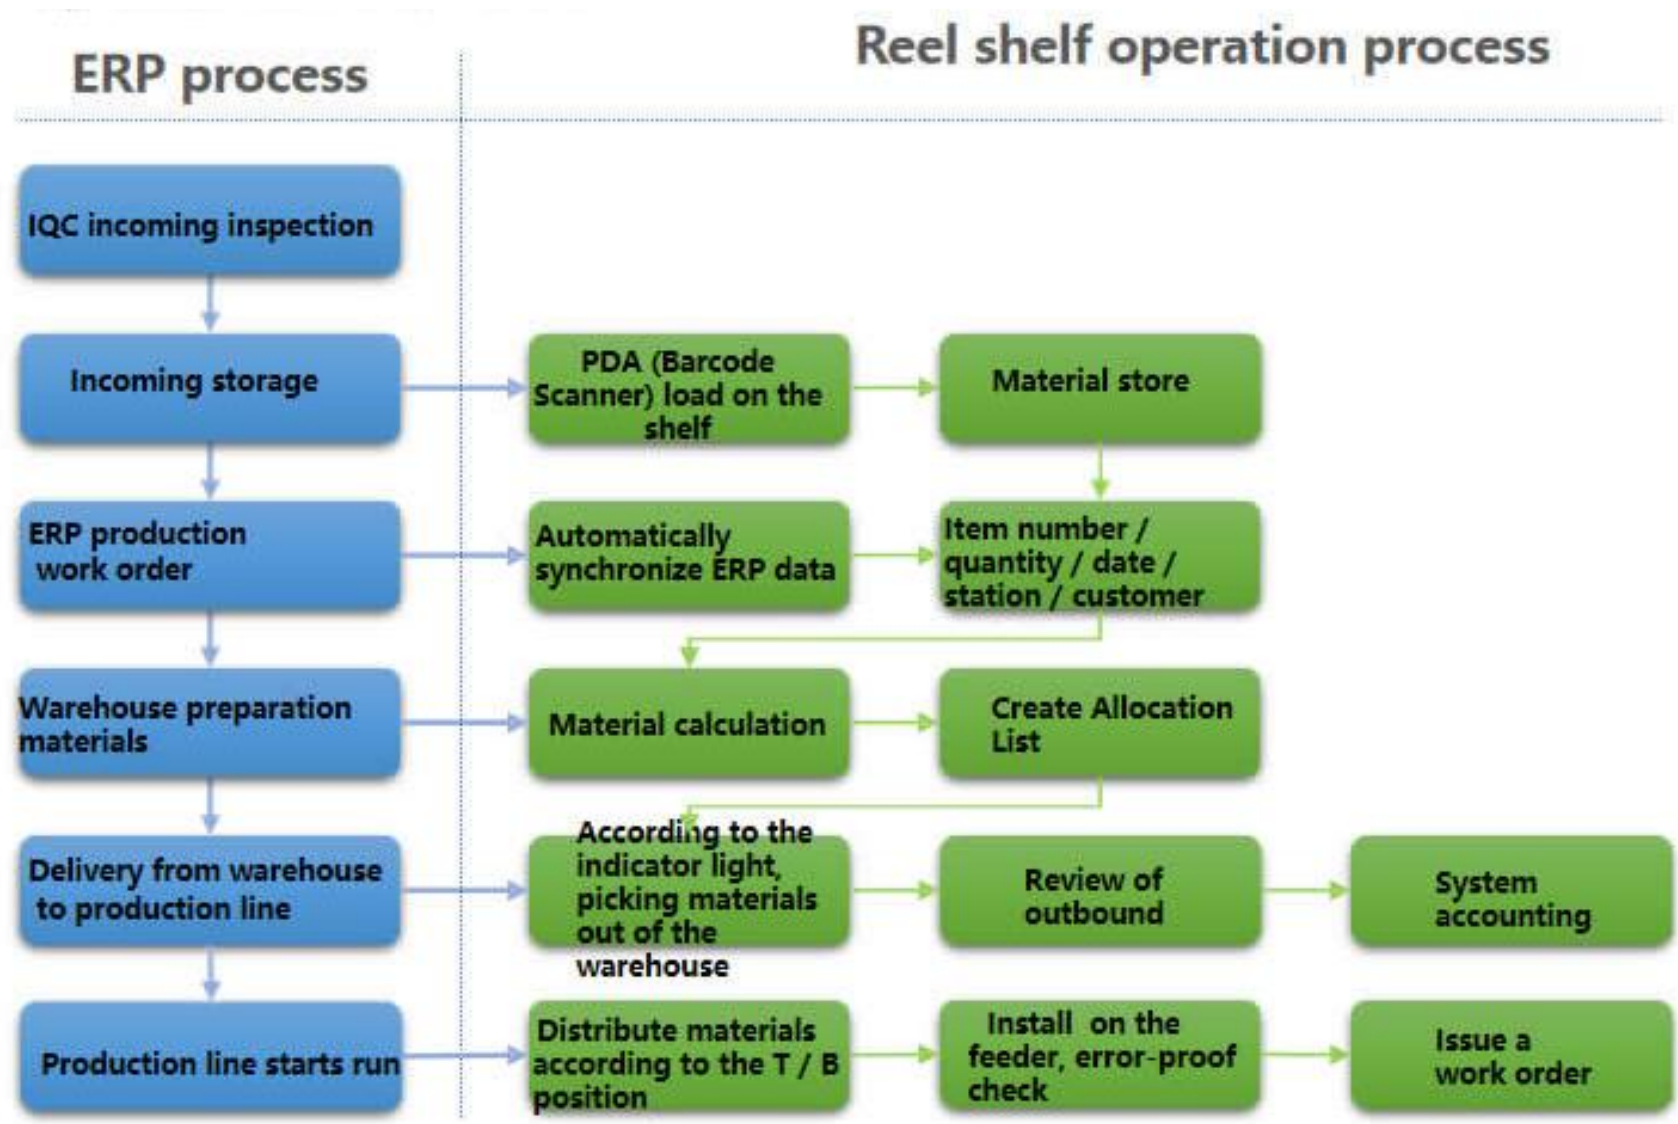 ERP process
Reel shelf operation process
IQC incoming inspection
Incoming storage
PDA (Barcode
Scanner) load on the
shelf
Material store
ERP production
work order
Automatically
synchronize ERP data
Item number /
quantity / date /
station / customer
Warehouse preparation
materials
Material calculation
Create Allocation
List
Delivery from warehouse
to production line
According to the
indicator light,
picking materials
out of the
warehouse
Review of
outbound
System
accounting
Production line starts run
Distribute materials
according to the T / B
position
Install on the
feeder, error-proof
check
Issue a
work order